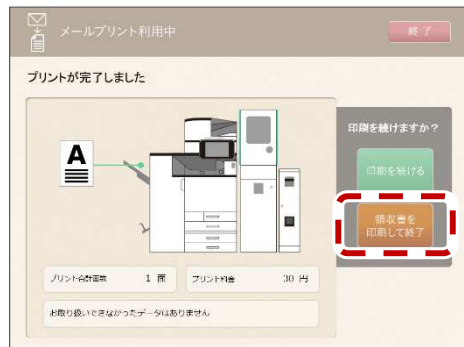 メールプリント利用中
終了
プリントが完了しました
A
印刷を続けますか？
印刷を続ける
領収書を
印刷して終了
プリント合計面数 1 面
プリント料金 30 円
お取り扱いできなかったデータはありません